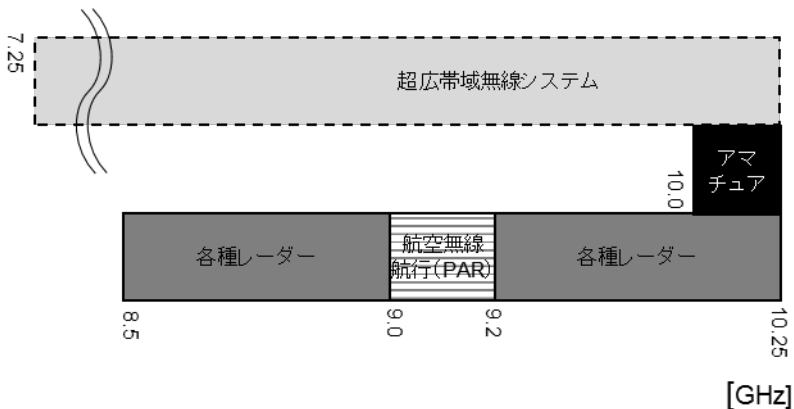 7.25
超広帯域無線システム
アマ
チュア
10.0
各種レーダー
航空無線
航行(PAR)
各種レーダー
8.5
9.0
9.2
10.25
[GHz]